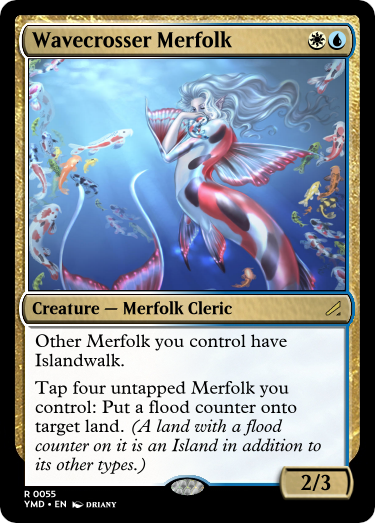 Wavecrosser Merfolk
Creature — Merfolk Cleric
Other Merfolk you control have
Islandwalk.
Tap four untapped Merfolk you
control: Put a flood counter onto
target land. (A land with a flood
counter on it is an Island in addition to
its other types.)
2/3
R 0055
YMD • EN DRIANY